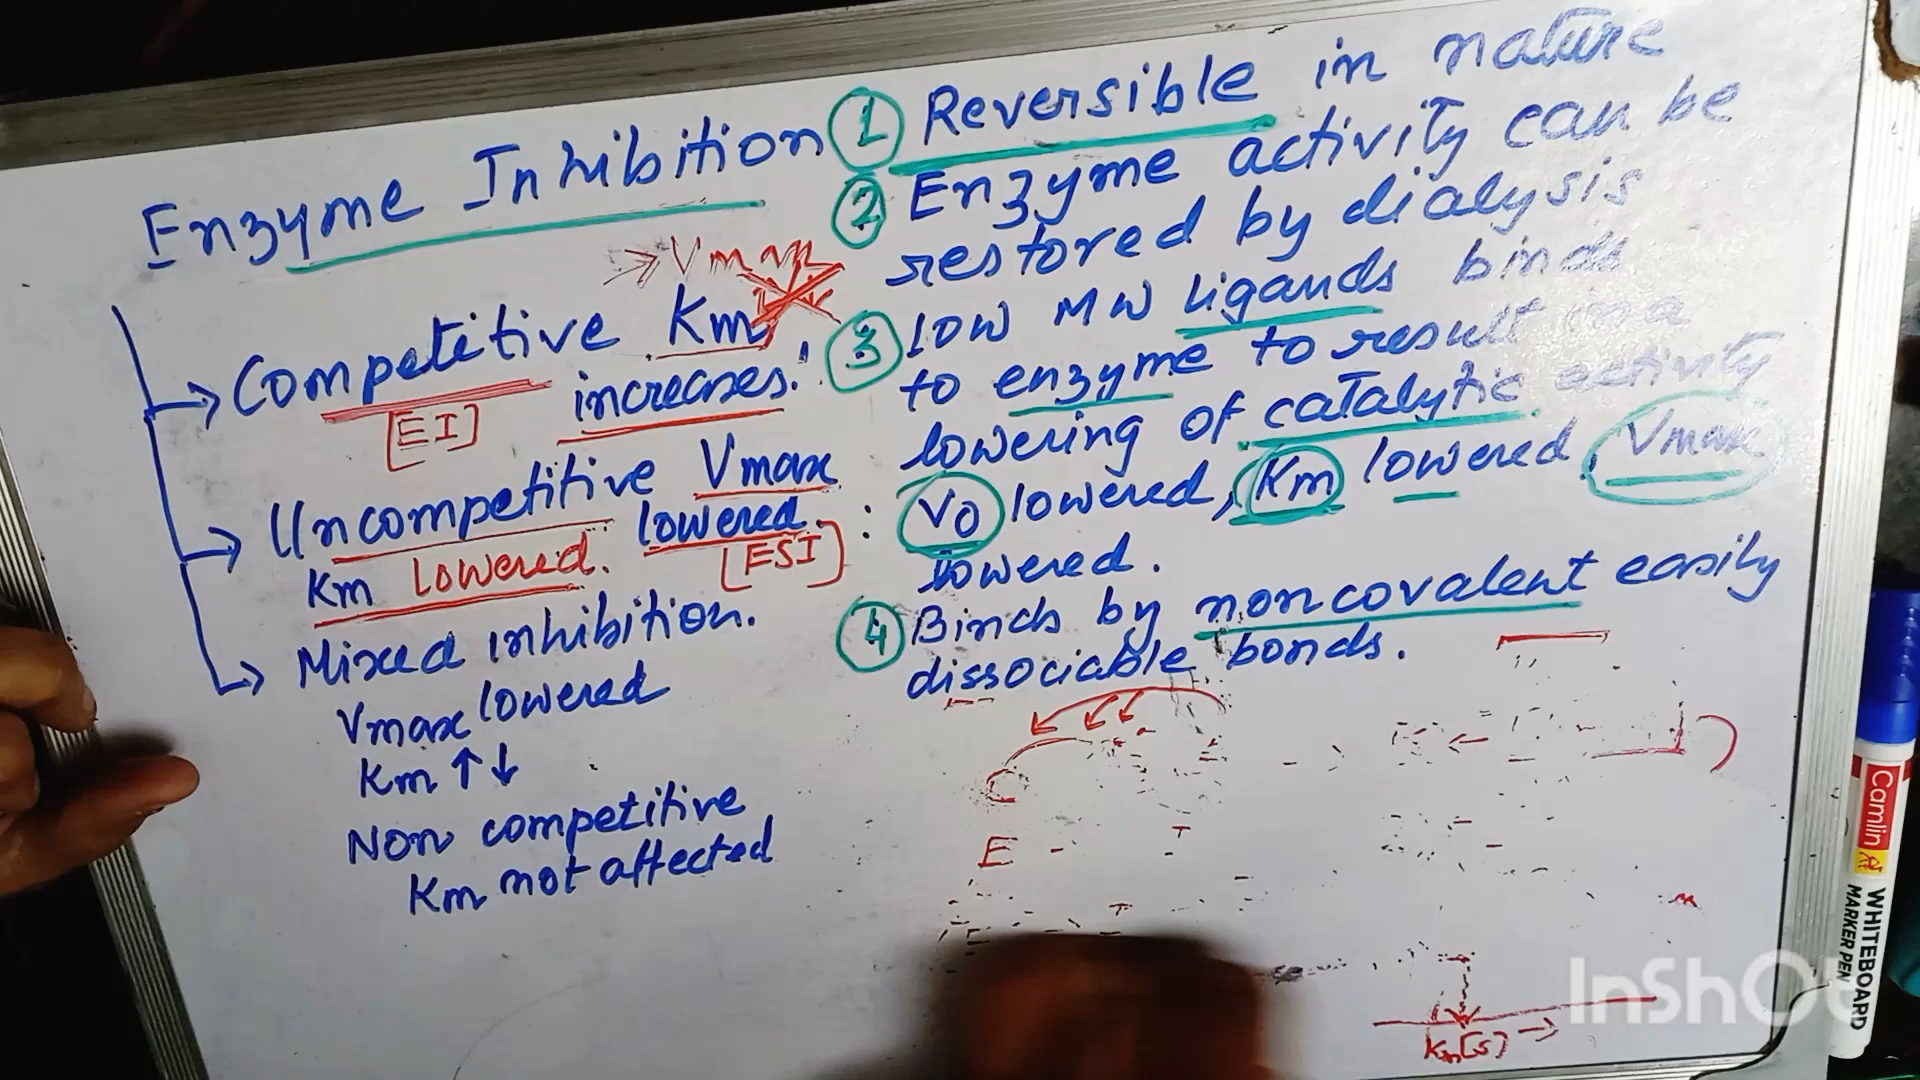 Enzyme Inhibition
→ Vmax
→ Competitive Km
increases.
[EI]
→ Uncompetitive Vmax
lowered.
Km lowered.
[ESI]
→ Mixed inhibition.
Vmax lowered
Km ↑↓
Non competitive
Km not affected
1 Reversible in nature
2 Enzyme activity can be
restored by dialysis
3 low MW ligands binds
to enzyme to result in a
lowering of catalytic activity
: V0 lowered, Km lowered, Vmax
lowered.
4 Binds by noncovalent easily
dissociable bonds.
E
Km[S] →
Camlin
WHITEBOARD
MARKER PEN
InShot